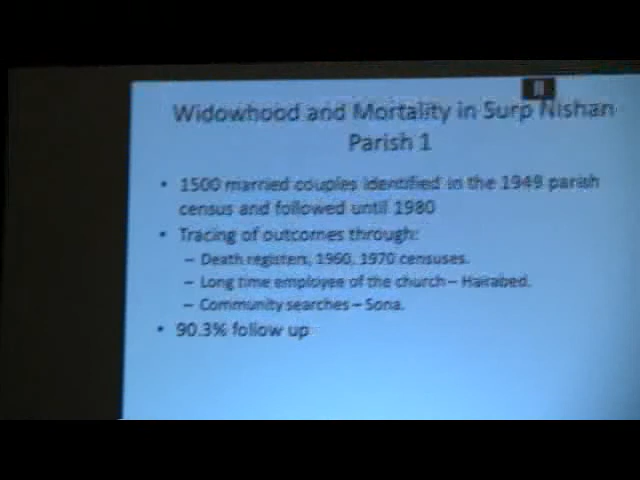 Widowhood and Mortality in Surp Nishan
Parish 1
• 1500 married couples identified in the 1949 parish
census and followed until 1980
• Tracing of outcomes through:
– Death registers, 1960, 1970 censuses.
– Long time employee of the church – Hairabed.
– Community searches – Sona.
• 90.3% follow up